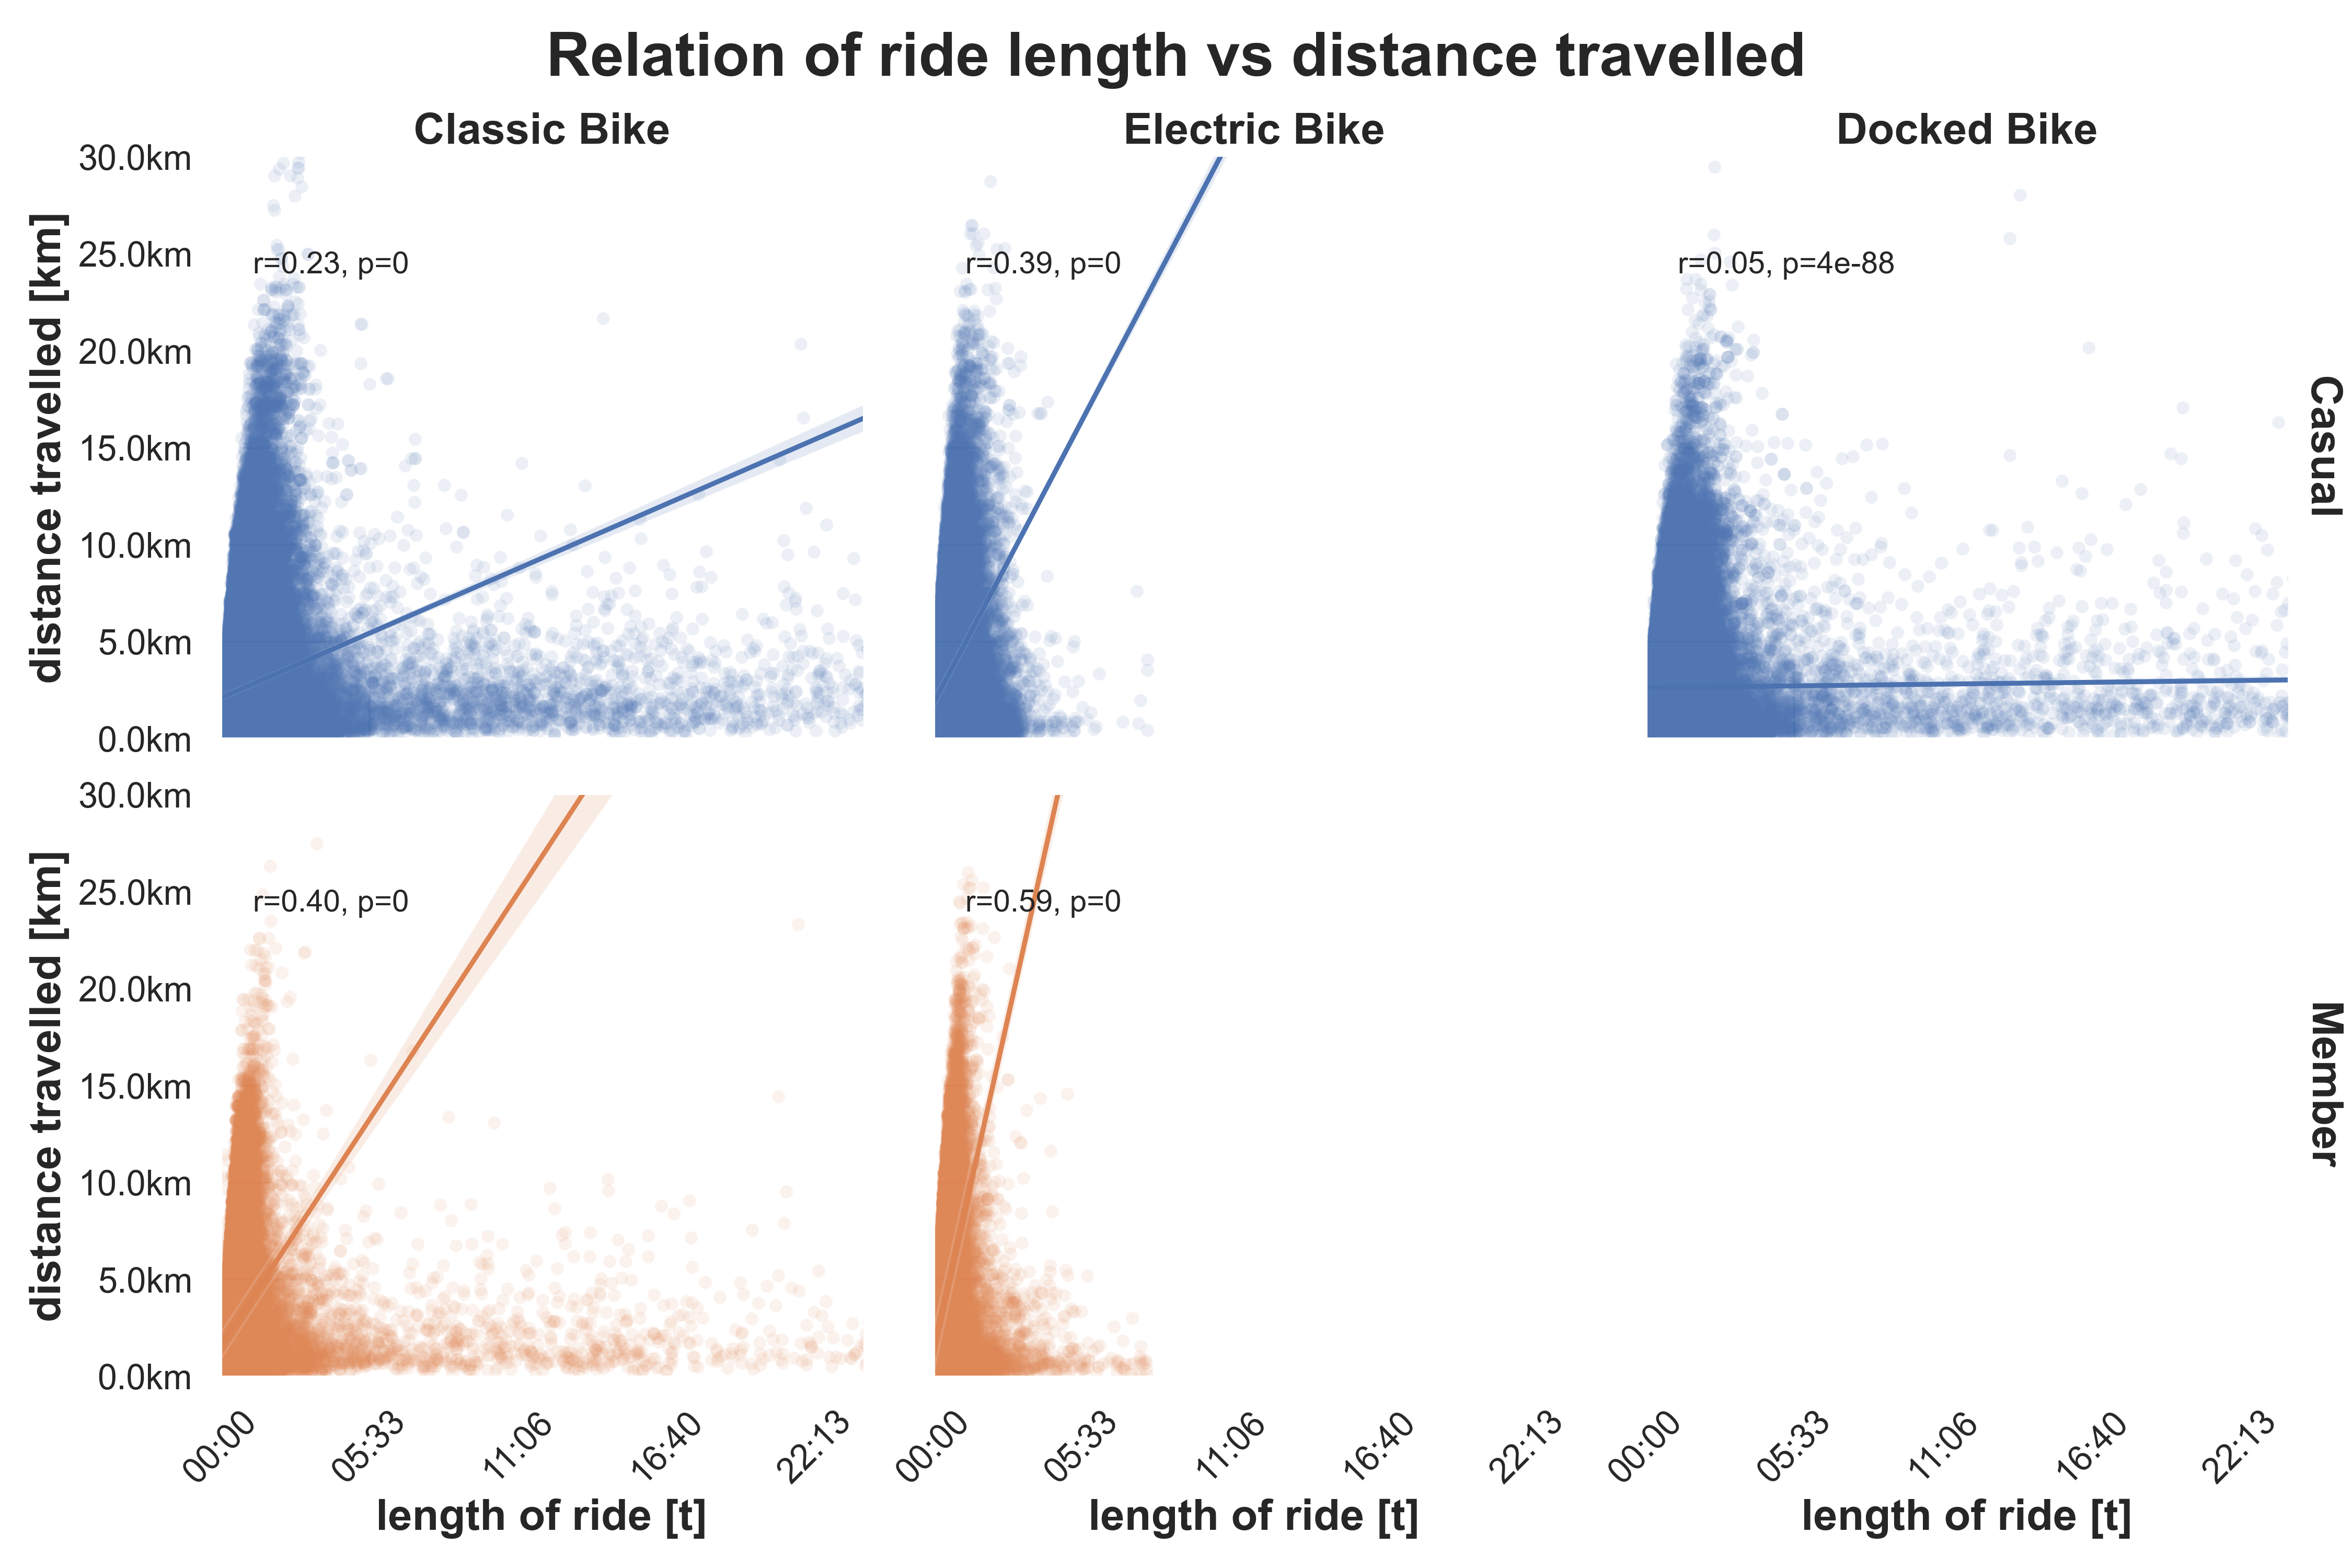 Relation of ride length vs distance travelled
Classic Bike
Electric Bike
Docked Bike
distance travelled [km]
30.0km
25.0km
20.0km
15.0km
10.0km
5.0km
0.0km
r=0.23, p=0
r=0.39, p=0
r=0.05, p=4e-88
Casual
distance travelled [km]
30.0km
25.0km
20.0km
15.0km
10.0km
5.0km
0.0km
r=0.40, p=0
r=0.59, p=0
Member
00:00 05:33 11:06 16:40 22:13
00:00 05:33 11:06 16:40 22:13
00:00 05:33 11:06 16:40 22:13
length of ride [t]
length of ride [t]
length of ride [t]